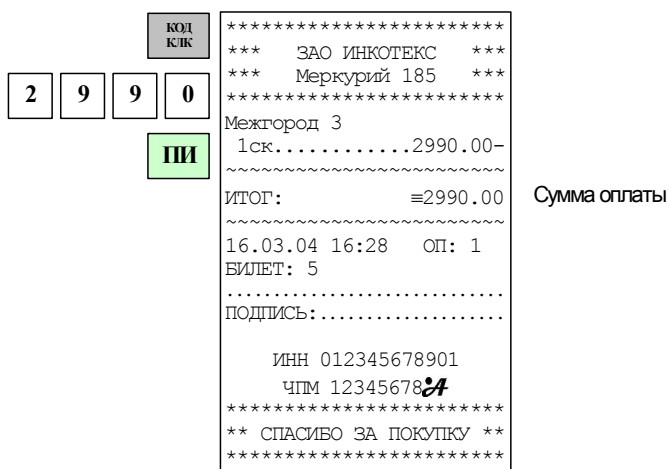 КОД
КЛК
2 9 9 0
ПИ
************************
*** ЗАО ИНКОТЕКС ***
*** Меркурий 185 ***
************************
Межгород 3
1ск............2990.00-
~~~~~~~~~~~~~~~~~~~~~~~~
ИТОГ: ≡2990.00
Сумма оплаты
~~~~~~~~~~~~~~~~~~~~~~~~
16.03.04 16:28 ОП: 1
БИЛЕТ: 5
..............................
ПОДПИСЬ:....................
ИНН 012345678901
ЧПМ 12345678
************************
** СПАСИБО ЗА ПОКУПКУ **
************************